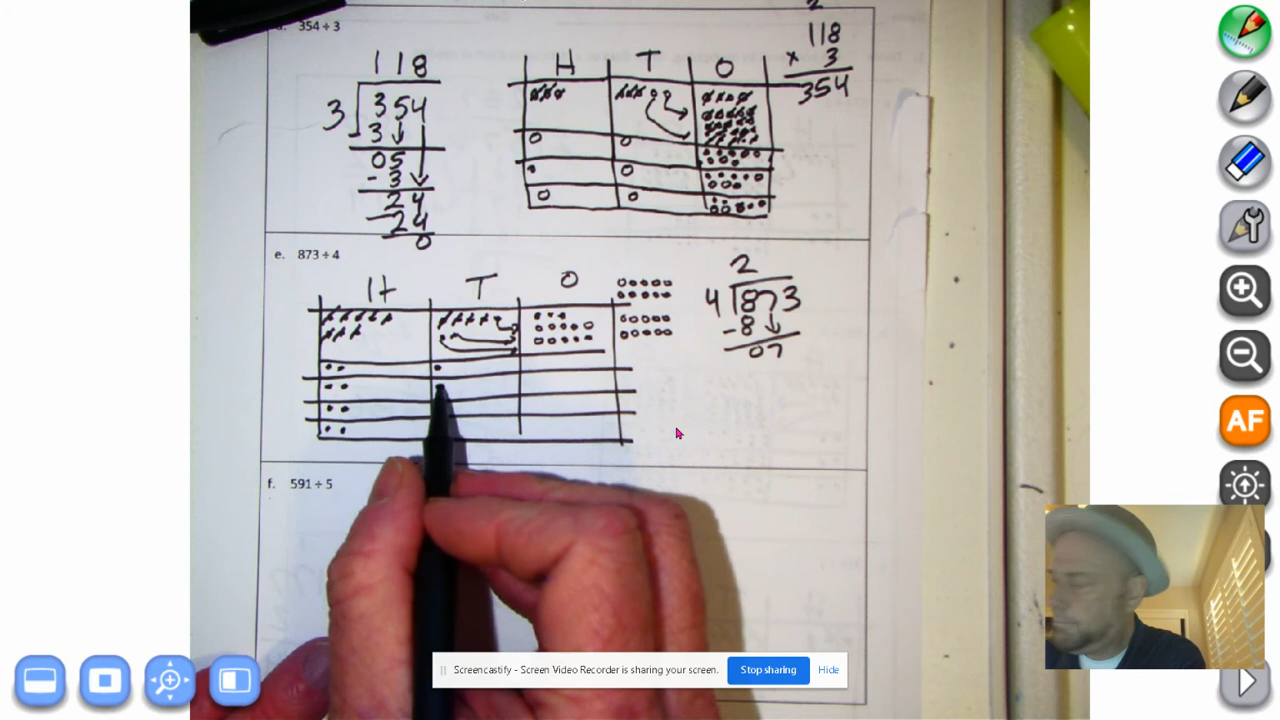 354 ÷ 3
2
118
x 3
354
118
3 354
- 3
05
- 3
24
- 24
0
H T O
e. 873 ÷ 4
H T O
2
4 873
- 8
07
f. 591 ÷ 5
AF
Screencastify - Screen Video Recorder is sharing your screen. Stop sharing Hide